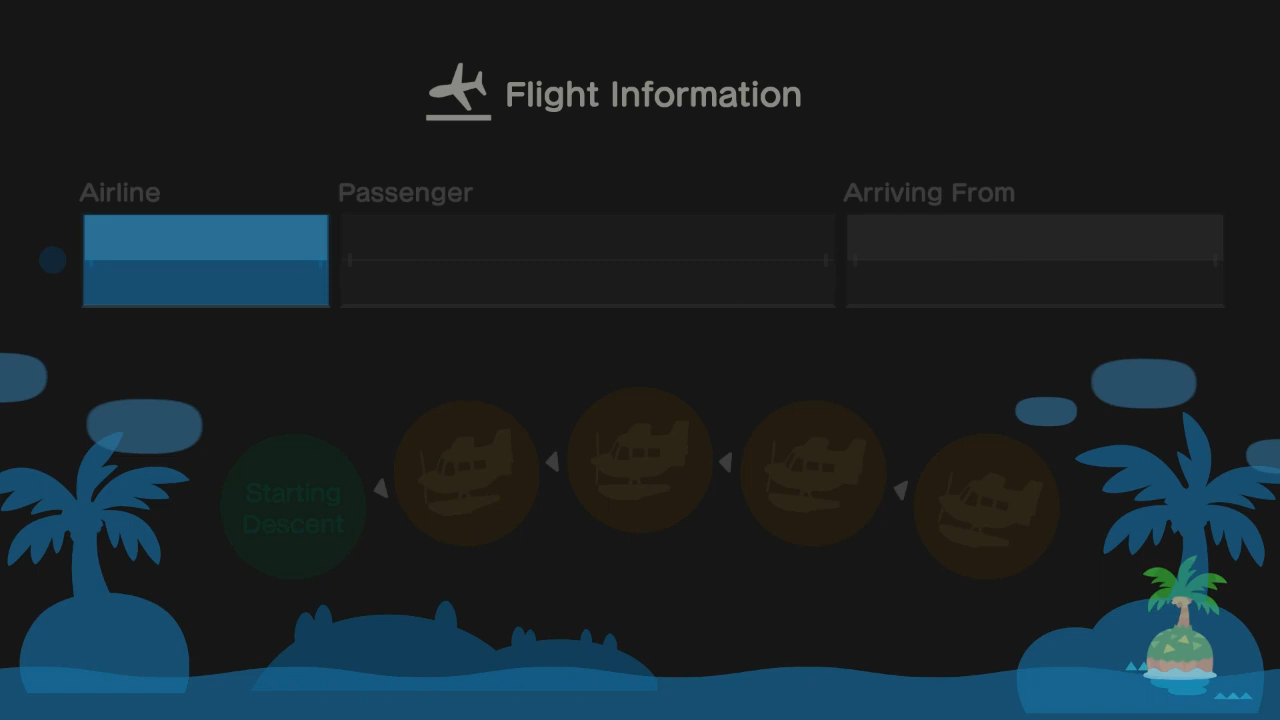 Flight Information
Airline
Passenger
Arriving From
Starting
Descent